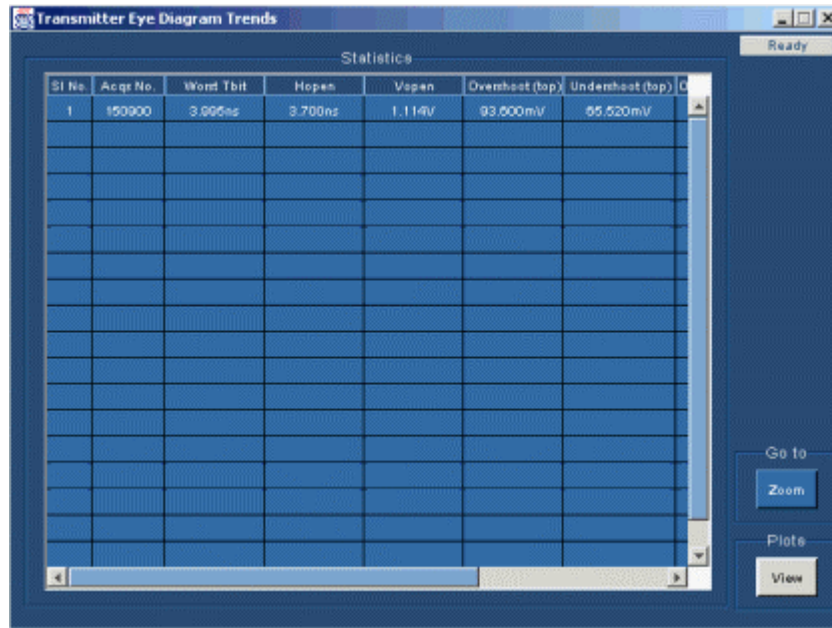 Transmitter Eye Diagram Trends
Ready
Statistics
Sl No. Acqs No. Worst Tbit Hopen Vopen Overshoot (top) Undershoot (top) O
1 150900 3.995ns 3.700ns 1.114V 93.600mV 65.520mV
Go to
Zoom
Plots
View